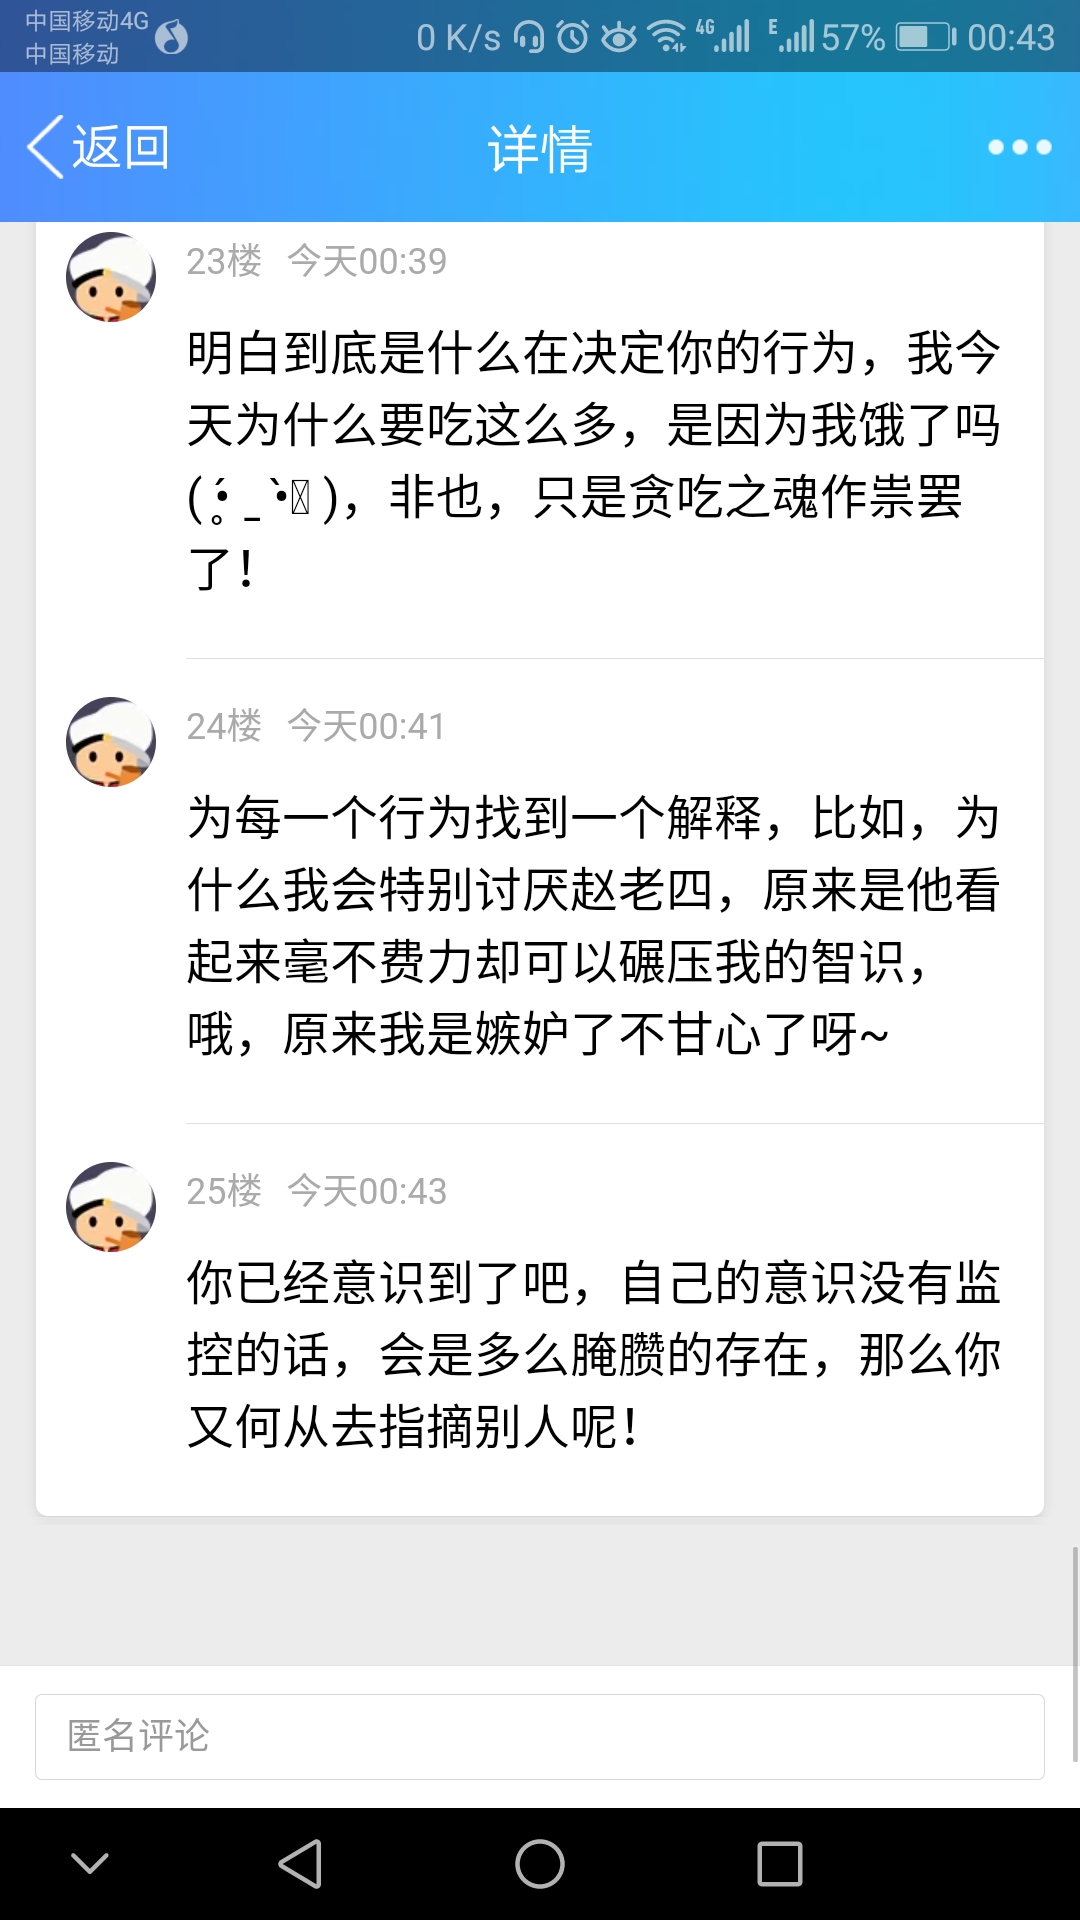 中国移动4G
中国移动
0 K/s 4G E 57% 00:43
返回 详情
23楼 今天00:39
明白到底是什么在决定你的行为，我今
天为什么要吃这么多，是因为我饿了吗
( •́ ̥ˍ •̀ )，非也，只是贪吃之魂作祟罢
了！
24楼 今天00:41
为每一个行为找到一个解释，比如，为
什么我会特别讨厌赵老四，原来是他看
起来毫不费力却可以碾压我的智识，
哦，原来我是嫉妒了不甘心了呀~
25楼 今天00:43
你已经意识到了吧，自己的意识没有监
控的话，会是多么腌臜的存在，那么你
又何从去指摘别人呢！
匿名评论